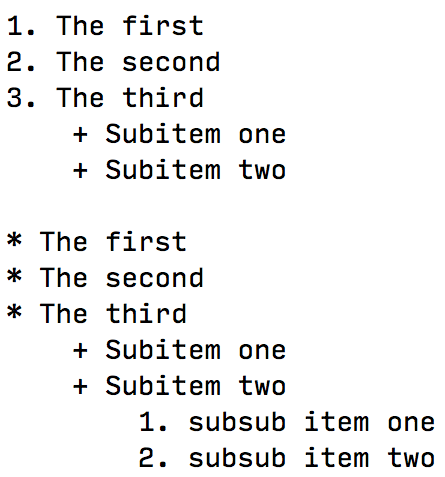 1. The first
2. The second
3. The third
    + Subitem one
    + Subitem two

* The first
* The second
* The third
    + Subitem one
    + Subitem two
        1. subsub item one
        2. subsub item two